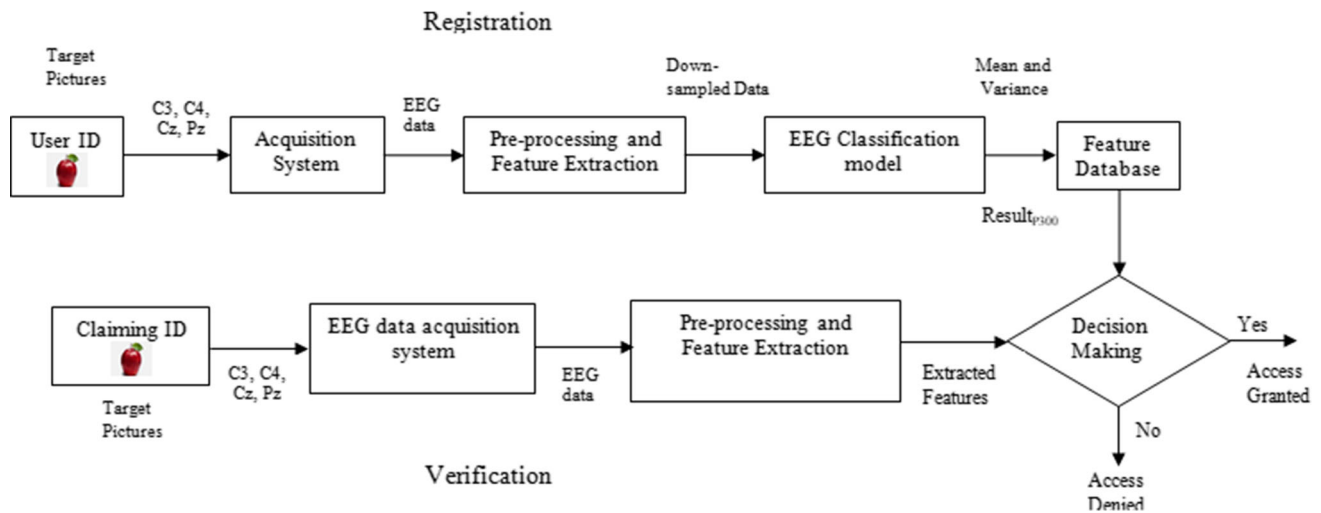 Registration
Target
Pictures
User ID
C3, C4,
Cz, Pz
Acquisition
System
EEG
data
Pre-processing and
Feature Extraction
Down-
sampled Data
EEG Classification
model
Mean and
Variance
Feature
Database
Result_P300
Claiming ID
Target
Pictures
C3, C4,
Cz, Pz
EEG data acquisition
system
EEG
data
Pre-processing and
Feature Extraction
Extracted
Features
Decision
Making
Yes
Access
Granted
No
Access
Denied
Verification